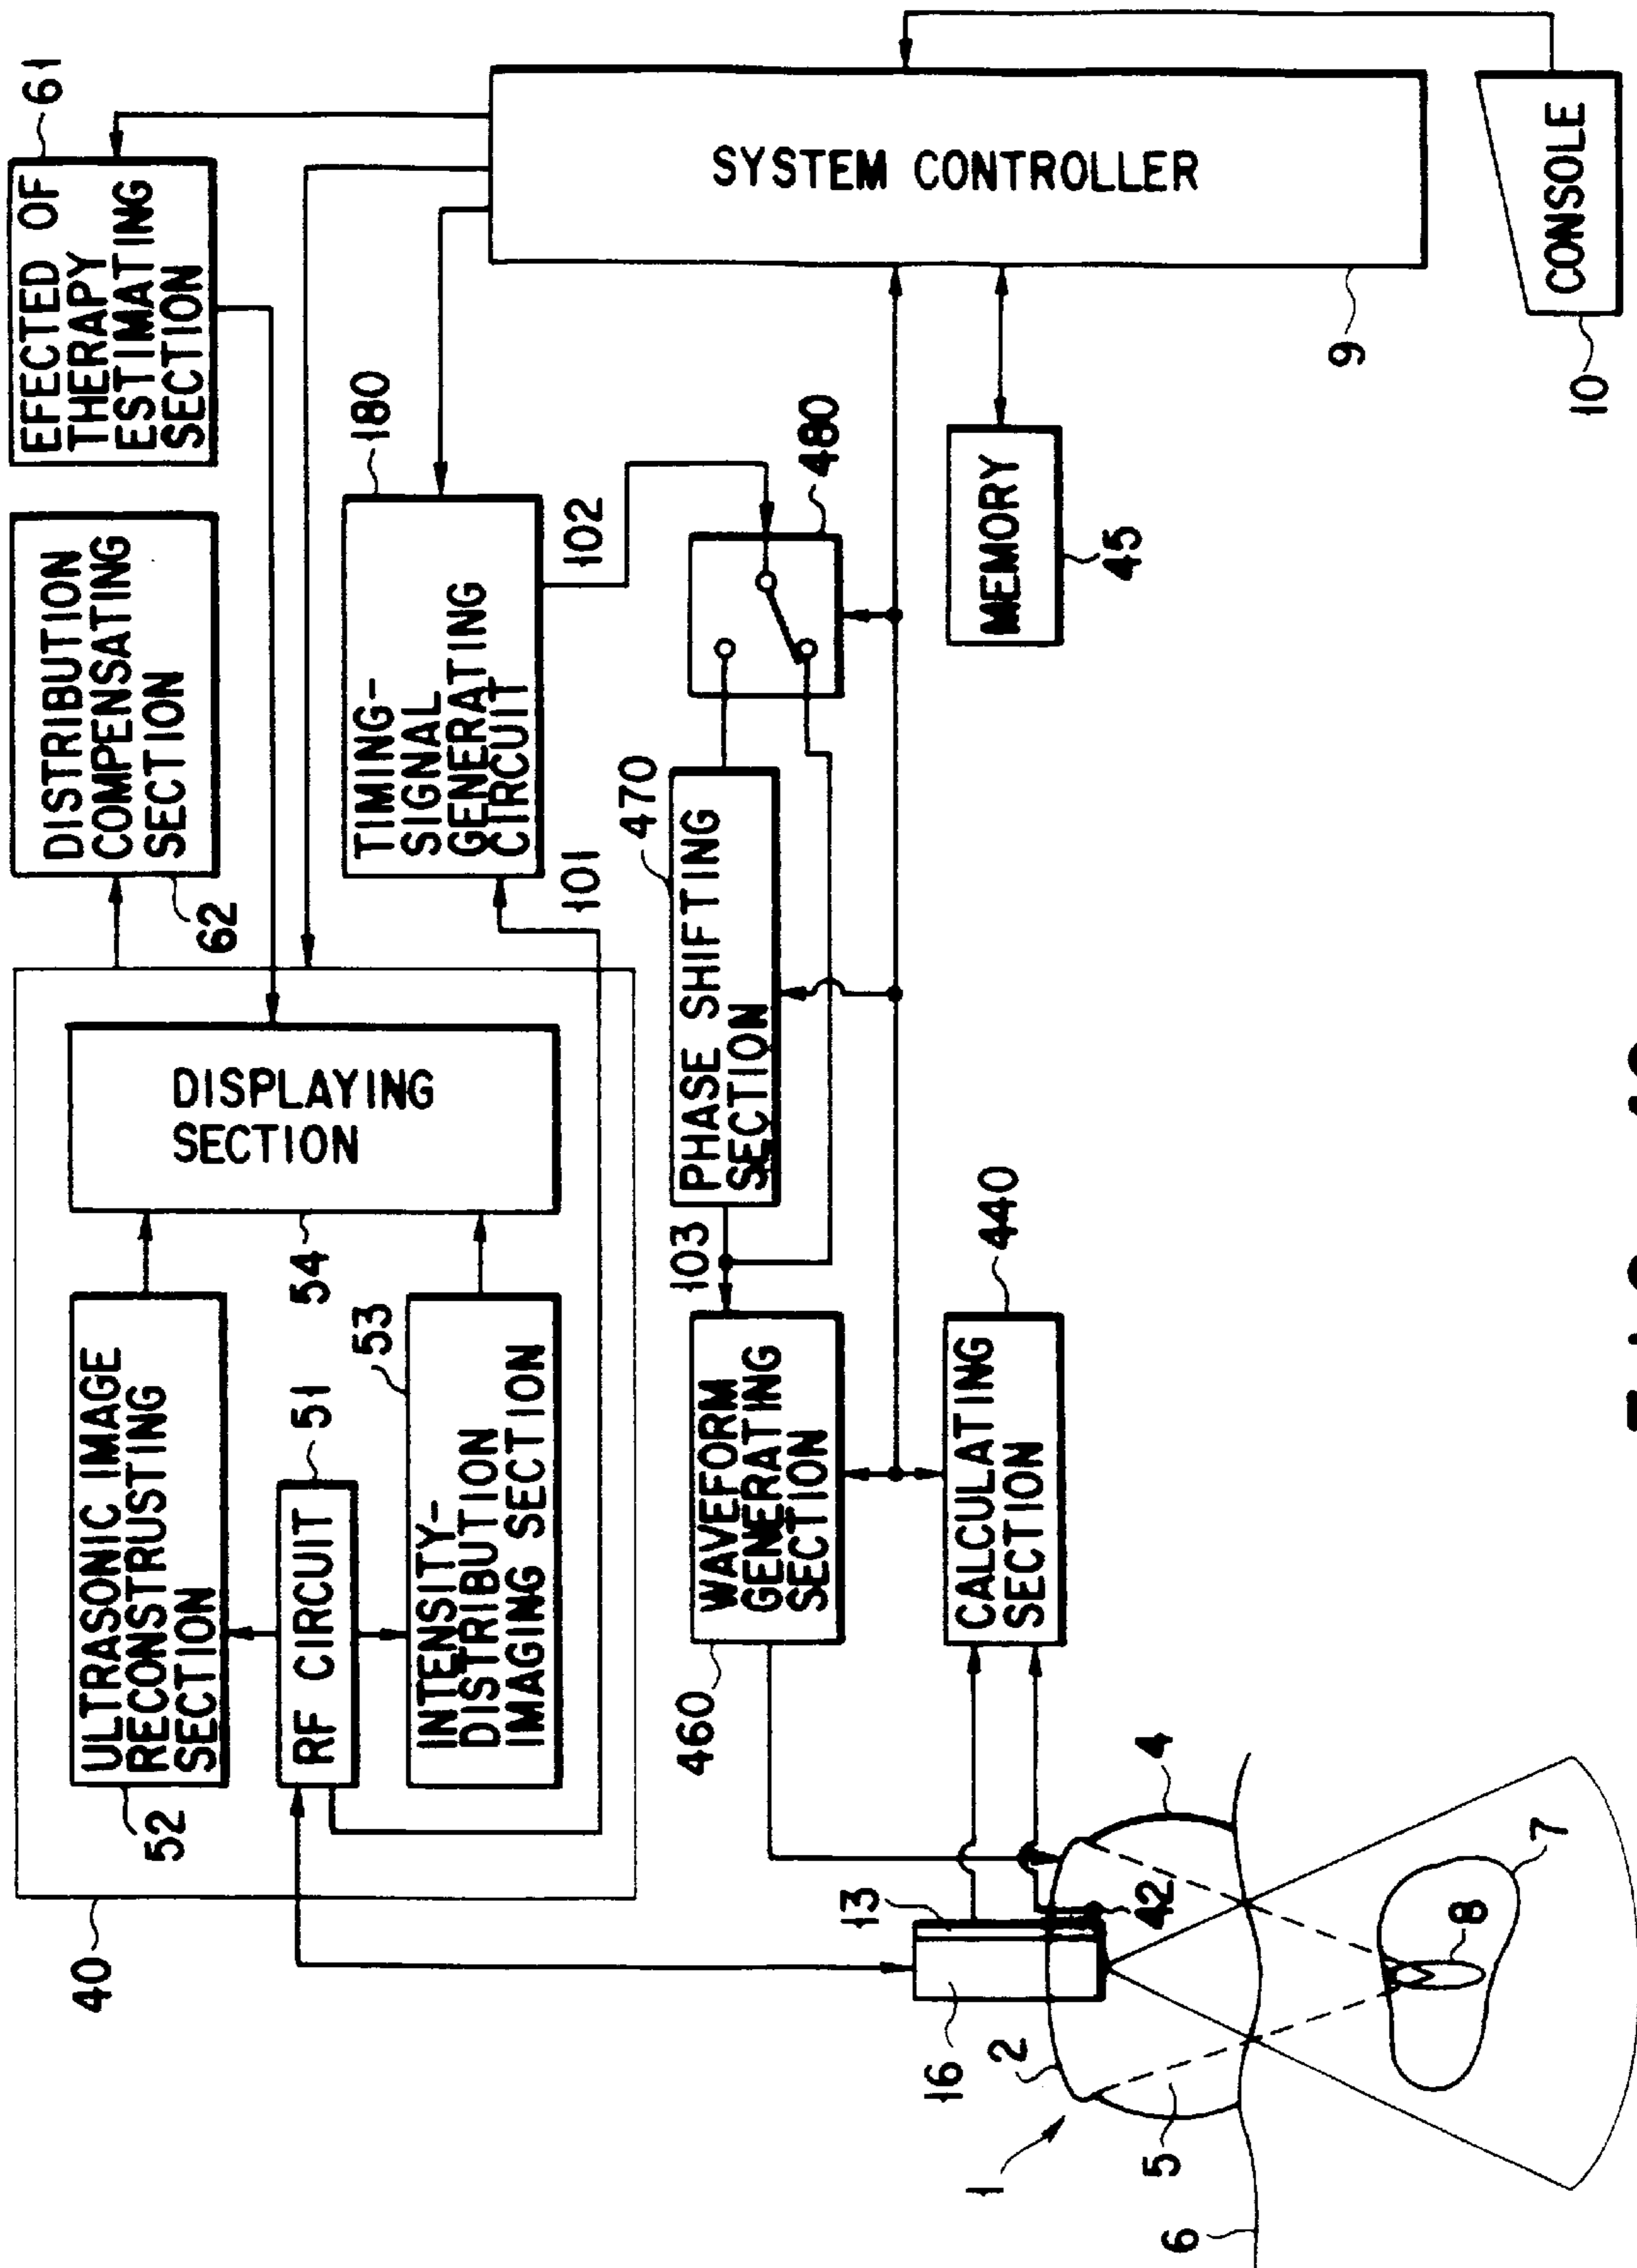 40
52
ULTRASONIC IMAGE
RECONSTRUSTING
SECTION
RF CIRCUIT
51
INTENSITY-
DISTRIBUTION
IMAGING SECTION
53
DISPLAYING
SECTION
54
DISTRIBUTION
COMPENSATING
SECTION
62
EFECTED OF
THERAPY
ESTIMATING
SECTION
61
TIMING-
SIGNAL
GENERATING
CIRCUIT
180
101
102
PHASE SHIFTING
SECTION
470
103
480
WAVEFORM
GENERATING
SECTION
460
CALCULATING
SECTION
440
MEMORY
45
SYSTEM CONTROLLER
9
CONSOLE
10
13
16
42
1
2
4
5
6
7
8